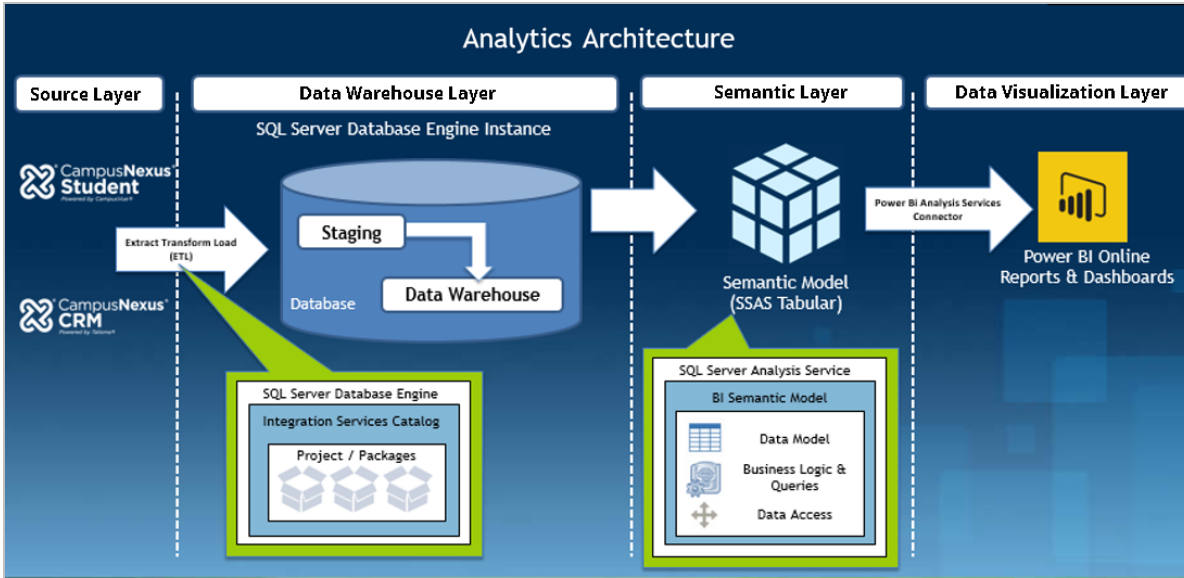 Analytics Architecture
Source Layer
Data Warehouse Layer
Semantic Layer
Data Visualization Layer
SQL Server Database Engine Instance
CampusNexus®
Student
Powered by CampusVue®
CampusNexus®
CRM
Powered by Talisma®
Extract Transform Load
(ETL)
Staging
Data Warehouse
Database
Semantic Model
(SSAS Tabular)
Power Bi Analysis Services
Connector
Power BI Online
Reports & Dashboards
SQL Server Database Engine
Integration Services Catalog
Project / Packages
SQL Server Analysis Service
BI Semantic Model
Data Model
Business Logic &
Queries
Data Access